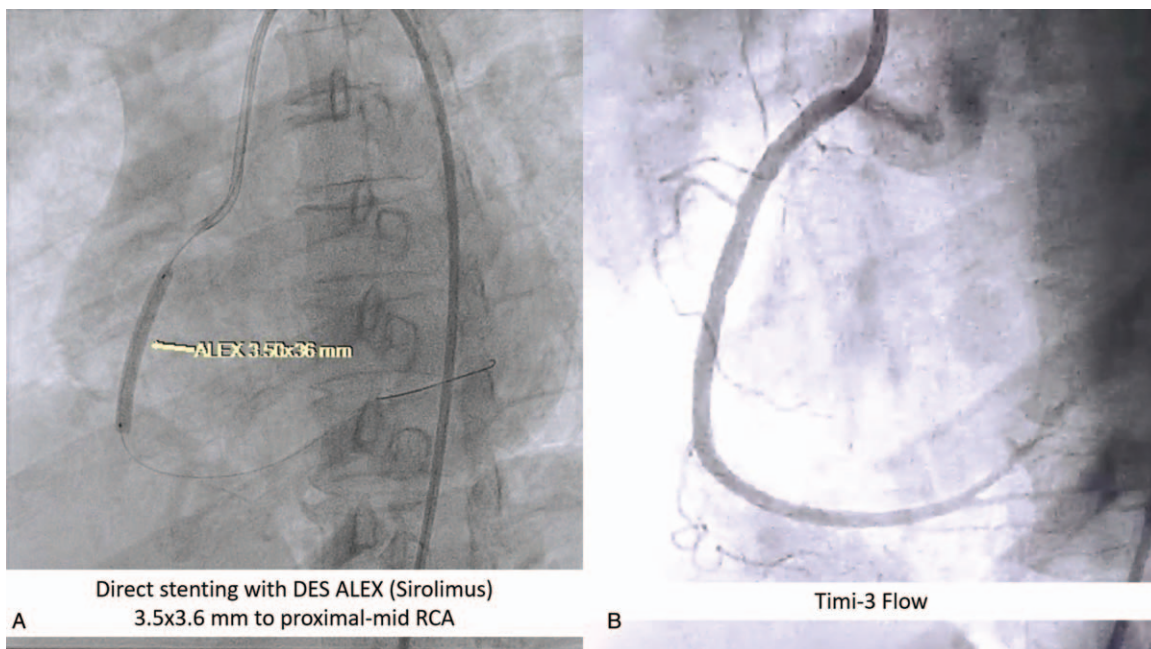 ALEX 3.50x36 mm
Direct stenting with DES ALEX (Sirolimus)
3.5x3.6 mm to proximal-mid RCA
A
Timi-3 Flow
B